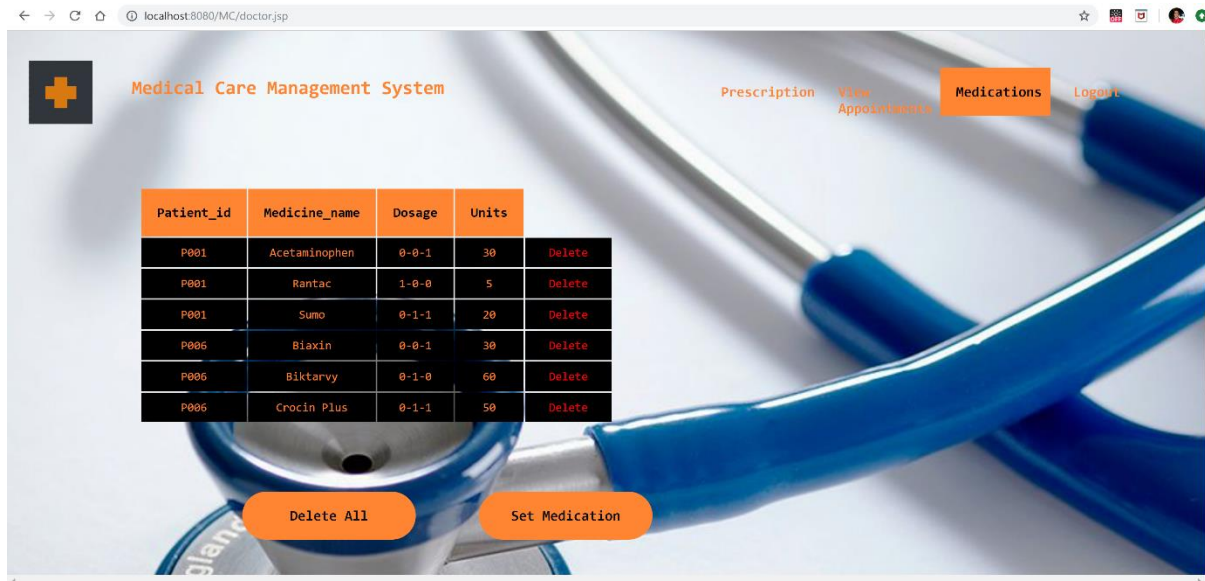 localhost:8080/MC/doctor.jsp
Medical Care Management System
Prescription View Appointments Medications Logout
Patient_id Medicine_name Dosage Units
P001 Acetaminophen 0-0-1 30 Delete
P001 Rantac 1-0-0 5 Delete
P001 Sumo 0-1-1 20 Delete
P006 Biaxin 0-0-1 30 Delete
P006 Biktarvy 0-1-0 60 Delete
P006 Crocin Plus 0-1-1 50 Delete
Delete All Set Medication